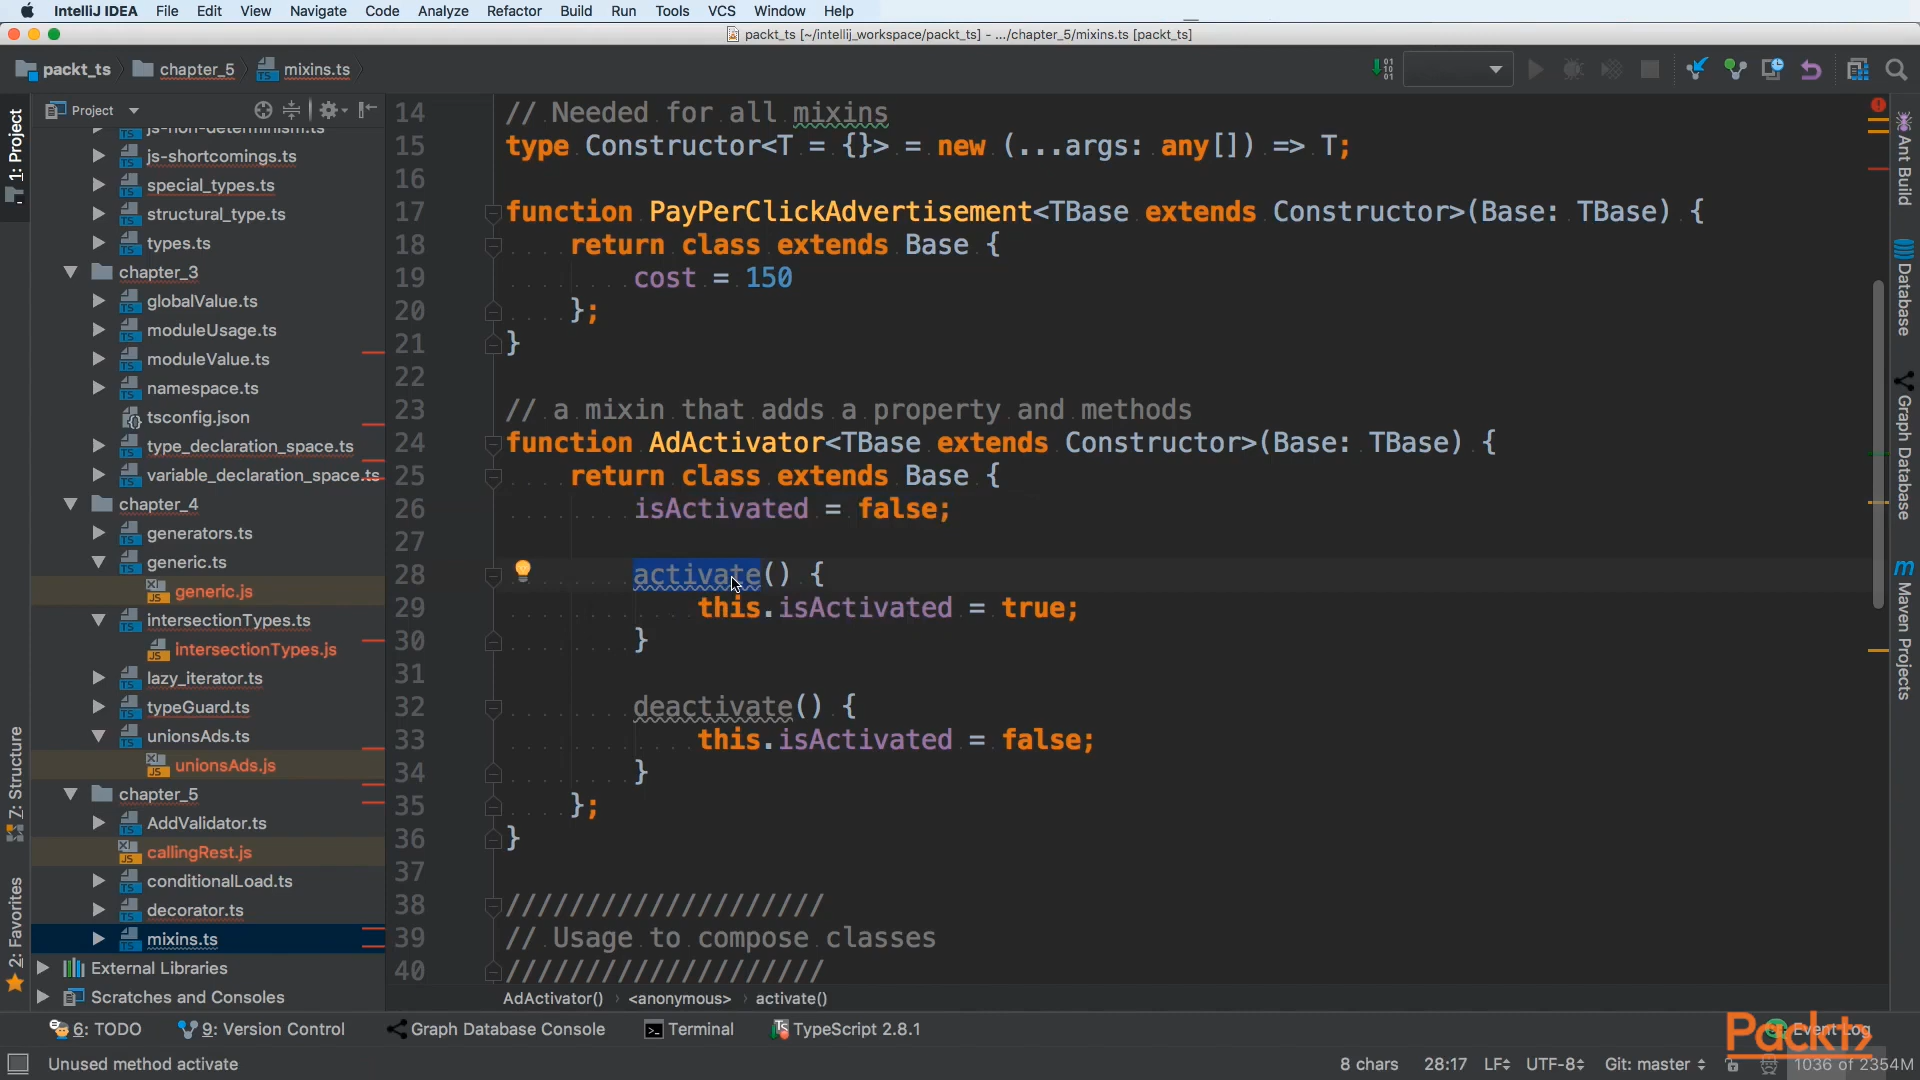 IntelliJ IDEA File Edit View Navigate Code Analyze Refactor Build Run Tools VCS Window Help
packt_ts [~/intellij_workspace/packt_ts] - .../chapter_5/mixins.ts [packt_ts]
packt_ts chapter_5 mixins.ts
Project
1: Project
Z: Structure
2: Favorites
js-non-determinism.ts
js-shortcomings.ts
special_types.ts
structural_type.ts
types.ts
chapter_3
globalValue.ts
moduleUsage.ts
moduleValue.ts
namespace.ts
tsconfig.json
type_declaration_space.ts
variable_declaration_space.ts
chapter_4
generators.ts
generic.ts
generic.js
intersectionTypes.ts
intersectionTypes.js
lazy_iterator.ts
typeGuard.ts
unionsAds.ts
unionsAds.js
chapter_5
AddValidator.ts
callingRest.js
conditionalLoad.ts
decorator.ts
mixins.ts
External Libraries
Scratches and Consoles
14 // Needed for all mixins
15 type Constructor<T = {}> = new (...args: any[]) => T;
16
17 function PayPerClickAdvertisement<TBase extends Constructor>(Base: TBase) {
18 return class extends Base {
19 cost = 150
20 };
21 }
22
23 // a mixin that adds a property and methods
24 function AdActivator<TBase extends Constructor>(Base: TBase) {
25 return class extends Base {
26 isActivated = false;
27
28 activate() {
29 this.isActivated = true;
30 }
31
32 deactivate() {
33 this.isActivated = false;
34 }
35 };
36 }
37
38 ////////////////////
39 // Usage to compose classes
40 ////////////////////
AdActivator() <anonymous> activate()
Ant Build
Database
Graph Database
Maven Projects
6: TODO 9: Version Control Graph Database Console Terminal TypeScript 2.8.1 Event Log
Packt>
Unused method activate 8 chars 28:17 LF UTF-8 Git: master 1036 of 2354M